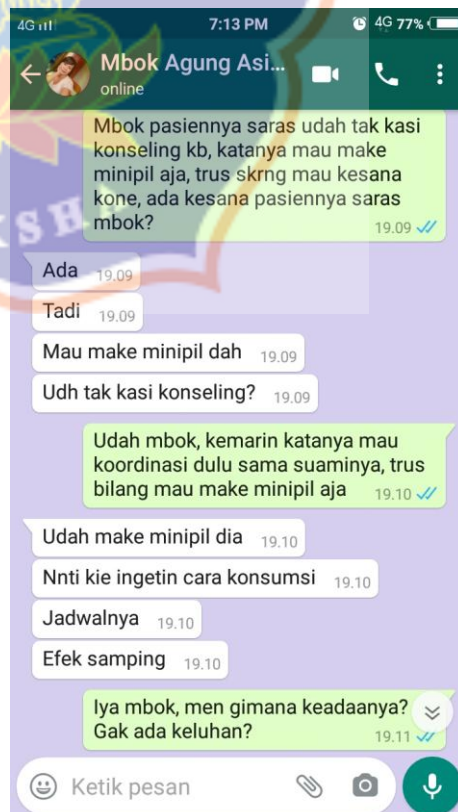 4G
7:13 PM
4G 77%
Mbok Agung Asi...
online
Mbok pasiennya saras udah tak kasi
konseling kb, katanya mau make
minipil aja, trus skrng mau kesana
kone, ada kesana pasiennya saras
mbok?
19.09
Ada 19.09
Tadi 19.09
Mau make minipil dah 19.09
Udh tak kasi konseling? 19.09
Udah mbok, kemarin katanya mau
koordinasi dulu sama suaminya, trus
bilang mau make minipil aja 19.10
Udah make minipil dia 19.10
Nnti kie ingetin cara konsumsi 19.10
Jadwalnya 19.10
Efek samping 19.10
Iya mbok, men gimana keadaanya?
Gak ada keluhan? 19.11
Ketik pesan